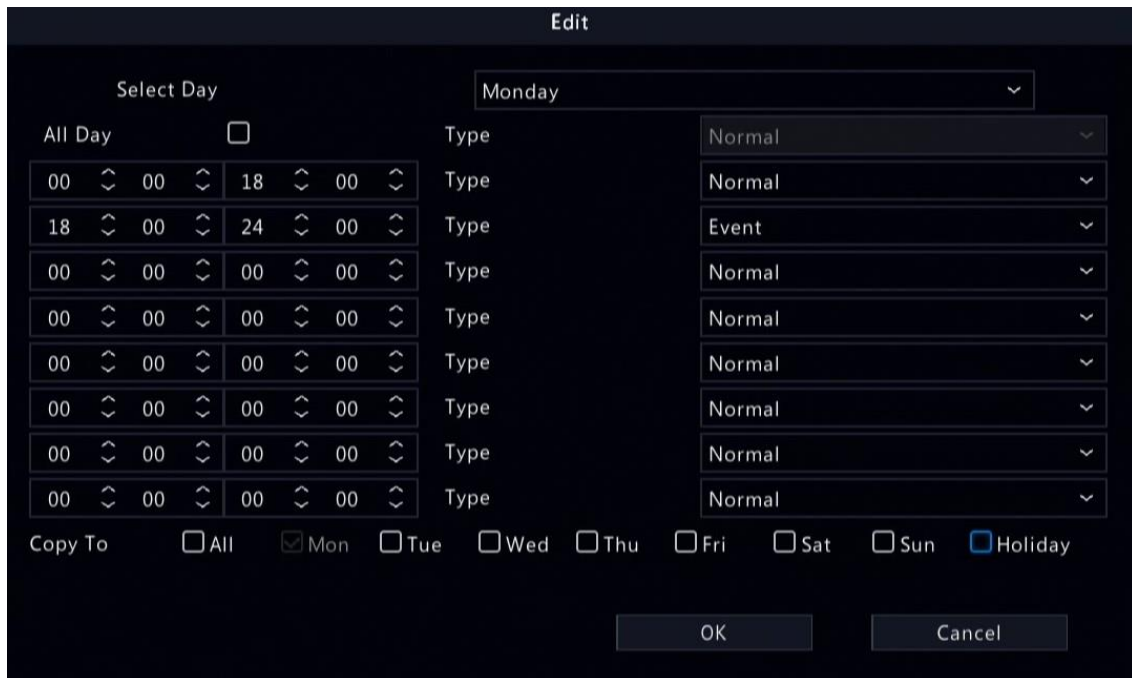 Edit
Select Day Monday
All Day Type Normal
00 00 18 00 Type Normal
18 00 24 00 Type Event
00 00 00 00 Type Normal
00 00 00 00 Type Normal
00 00 00 00 Type Normal
00 00 00 00 Type Normal
00 00 00 00 Type Normal
00 00 00 00 Type Normal
Copy To All Mon Tue Wed Thu Fri Sat Sun Holiday
OK Cancel